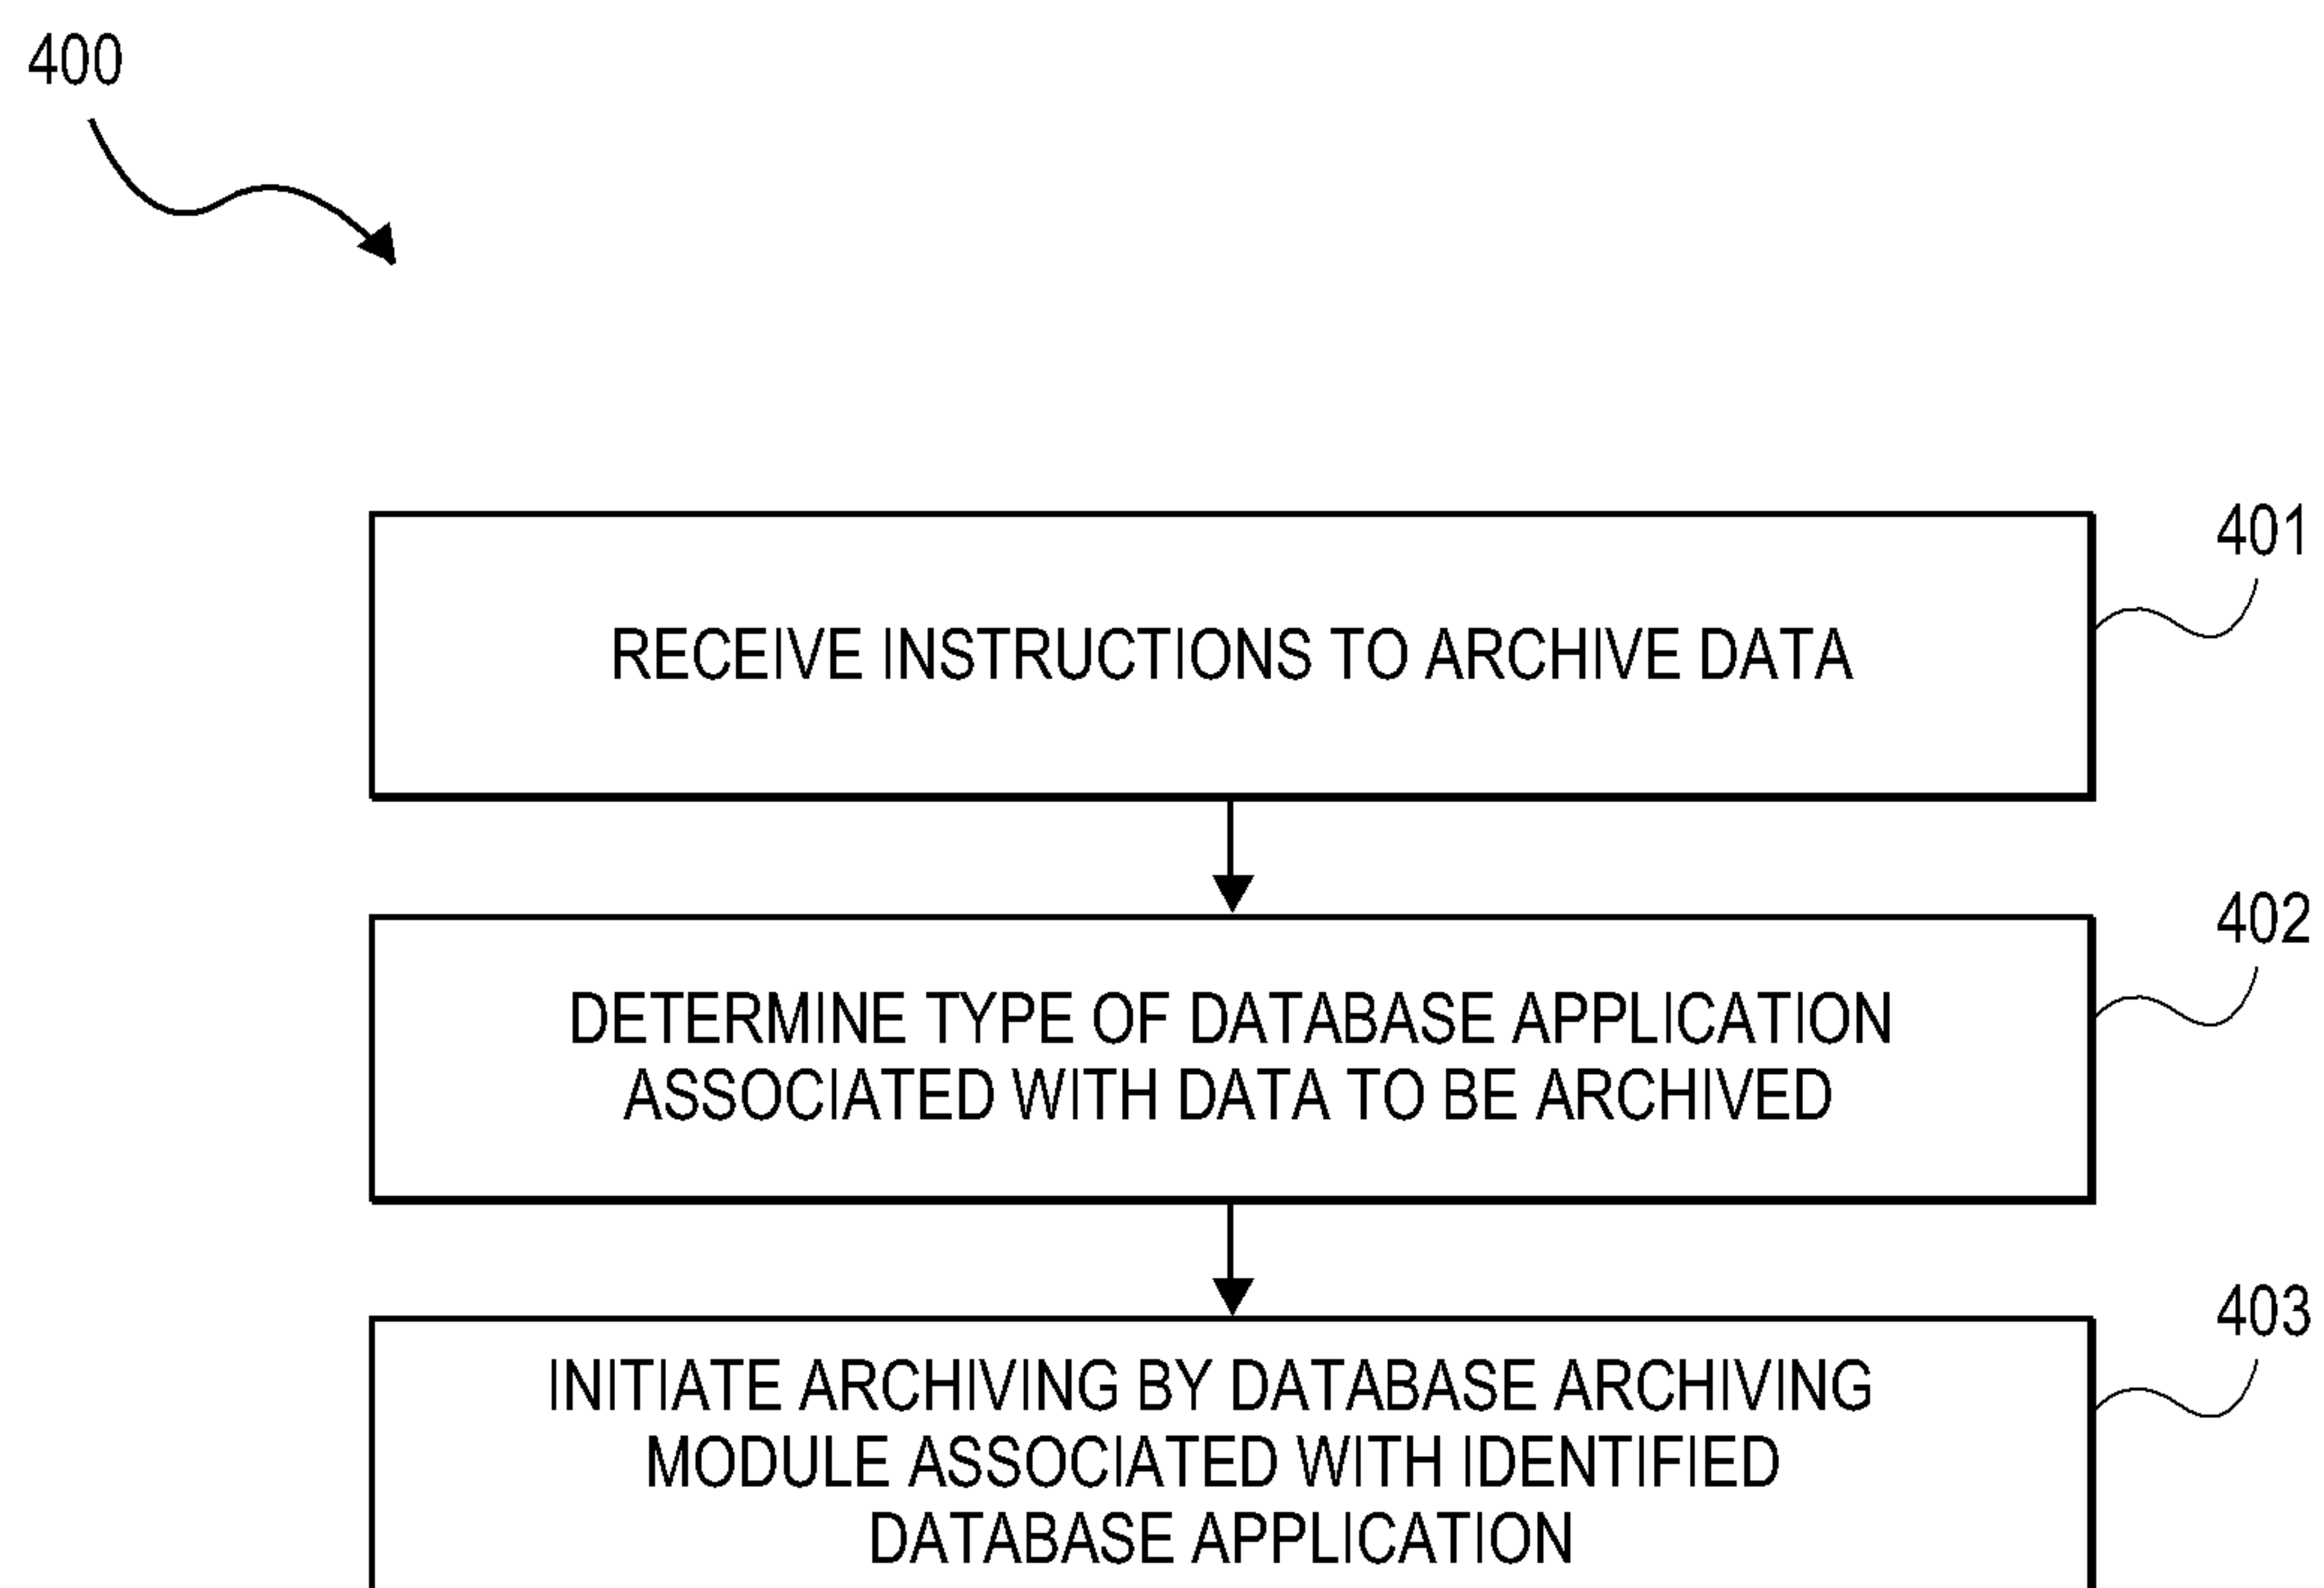 400
401
RECEIVE INSTRUCTIONS TO ARCHIVE DATA
402
DETERMINE TYPE OF DATABASE APPLICATION
ASSOCIATED WITH DATA TO BE ARCHIVED
403
INITIATE ARCHIVING BY DATABASE ARCHIVING
MODULE ASSOCIATED WITH IDENTIFIED
DATABASE APPLICATION